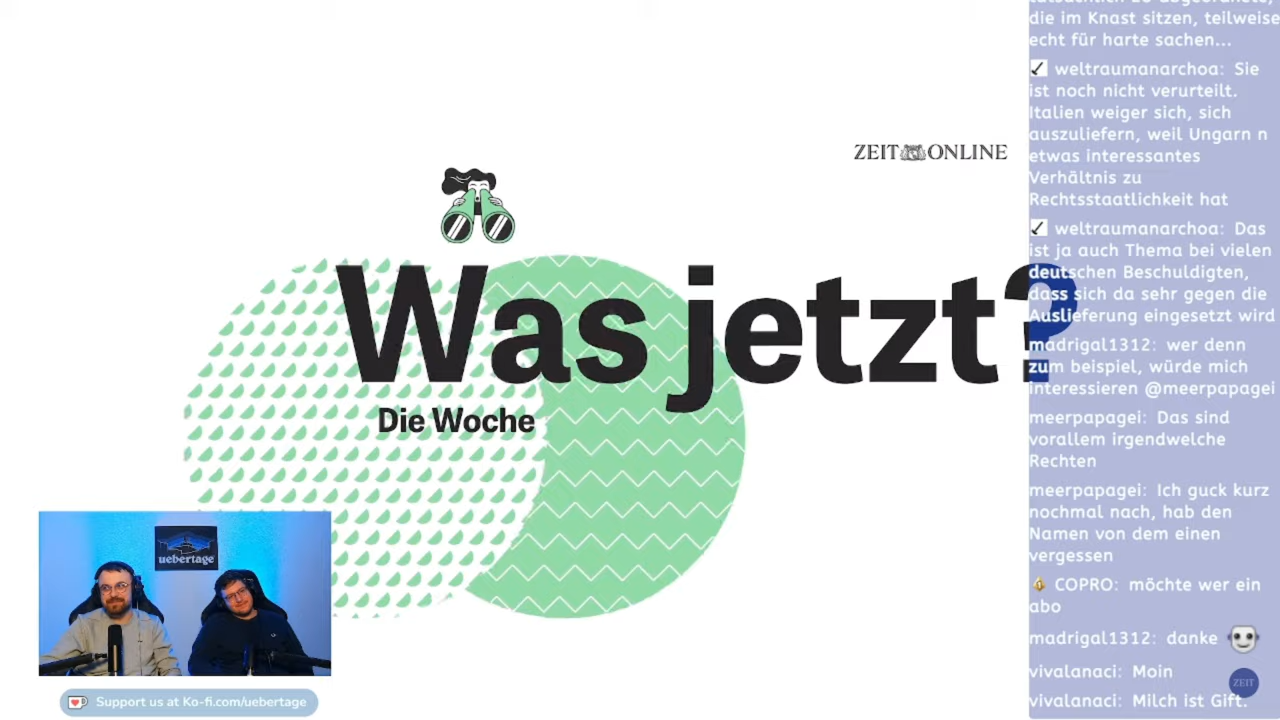 ZEIT ONLINE
Was jetzt?
Die Woche
uebertage
Support us at Ko-fi.com/uebertage
die im Knast sitzen, teilweise
echt für harte sachen...
weltraumanarchoa: Sie
ist noch nicht verurteilt.
Italien weiger sich, sich
auszuliefern, weil Ungarn n
etwas interessantes
Verhältnis zu
Rechtsstaatlichkeit hat
weltraumanarchoa: Das
ist ja auch Thema bei vielen
deutschen Beschuldigten,
dass sich da sehr gegen die
Auslieferung eingesetzt wird
madrigal1312: wer denn
zum beispiel, würde mich
interessieren @meerpapagei
meerpapagei: Das sind
vorallem irgendwelche
Rechten
meerpapagei: Ich guck kurz
nochmal nach, hab den
Namen von dem einen
vergessen
COPRO: möchte wer ein
abo
madrigal1312: danke
vivalanaci: Moin
ZEIT
vivalanaci: Milch ist Gift.